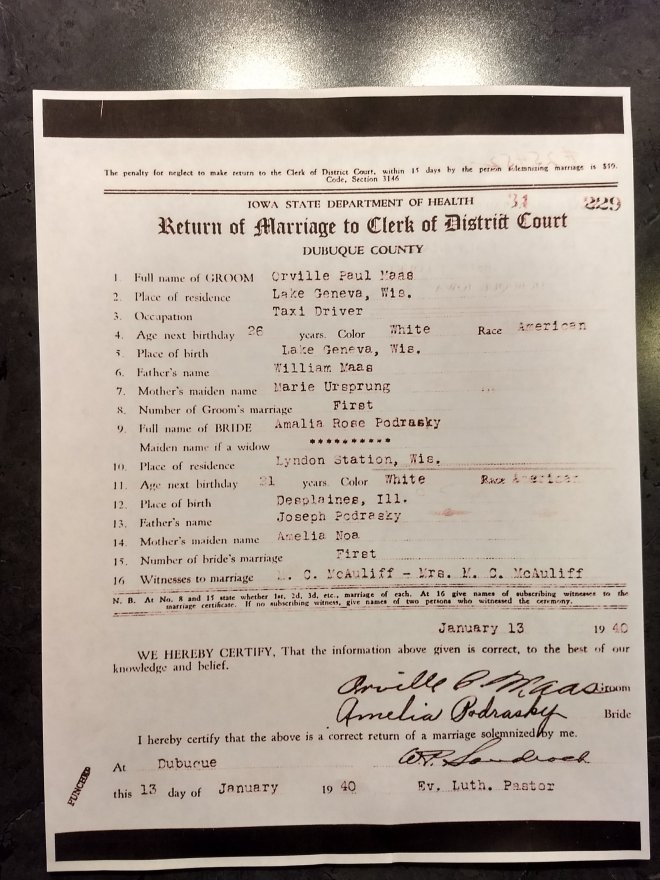 The penalty for neglect to make return to the Clerk of District Court, within 15 days by the person solemnizing marriage is $50.
Code, Section 3146
IOWA STATE DEPARTMENT OF HEALTH 31 229
Return of Marriage to Clerk of District Court
DUBUQUE COUNTY
1. Full name of GROOM Orville Paul Maas
2. Place of residence Lake Geneva, Wis.
3. Occupation Taxi Driver
4. Age next birthday 26 years. Color White Race American
5. Place of birth Lake Geneva, Wis.
6. Father's name William Maas
7. Mother's maiden name Marie Ursprung
8. Number of Groom's marriage First
9. Full name of BRIDE Amalia Rose Podrasky
Maiden name if a widow **********
10. Place of residence Lyndon Station, Wis.
11. Age next birthday years. Color White Race American
12. Place of birth Desplaines, Ill.
13. Father's name Joseph Podrasky
14. Mother's maiden name Amelia Noa
15. Number of bride's marriage First
16 Witnesses to marriage C. McAuliff - Mrs. M. C. McAuliff
N. B. At No. 8 and 15 state whether 1st, 2d, 3d, etc., marriage of each. At 16 give names of subscribing witnesses to the
marriage certificate. If no subscribing witness, give names of two persons who witnessed the ceremony.
January 13 1940
WE HEREBY CERTIFY, That the information above given is correct, to the best of our
knowledge and belief.
Orville P Maas Groom
Amelia Podrasky Bride
I hereby certify that the above is a correct return of a marriage solemnized by me.
At Dubuque
this 13 day of January 1940 Ev. Luth. Pastor
PUNCHED